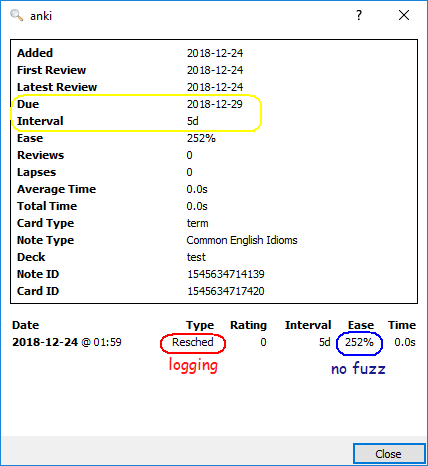 anki
Added 2018-12-24
First Review 2018-12-24
Latest Review 2018-12-24
Due 2018-12-29
Interval 5d
Ease 252%
Reviews 0
Lapses 0
Average Time 0.0s
Total Time 0.0s
Card Type term
Note Type Common English Idioms
Deck test
Note ID 1545634714139
Card ID 1545634717420
Date Type Rating Interval Ease Time
2018-12-24 @ 01:59 Resched 0 5d 252% 0.0s
logging no fuzz
Close